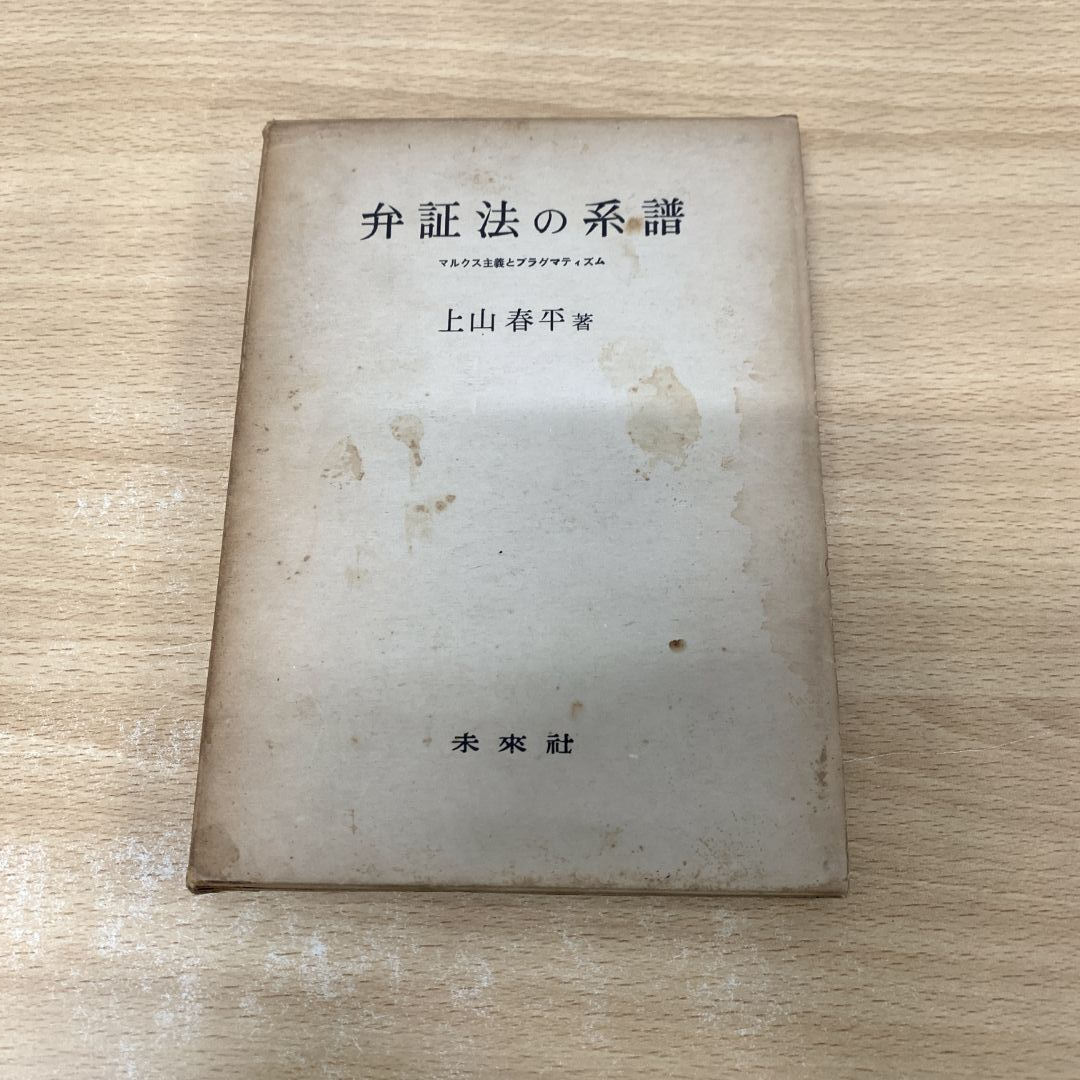 弁証法の系譜
マルクス主義とプラグマティズム
上山春平著
未來社